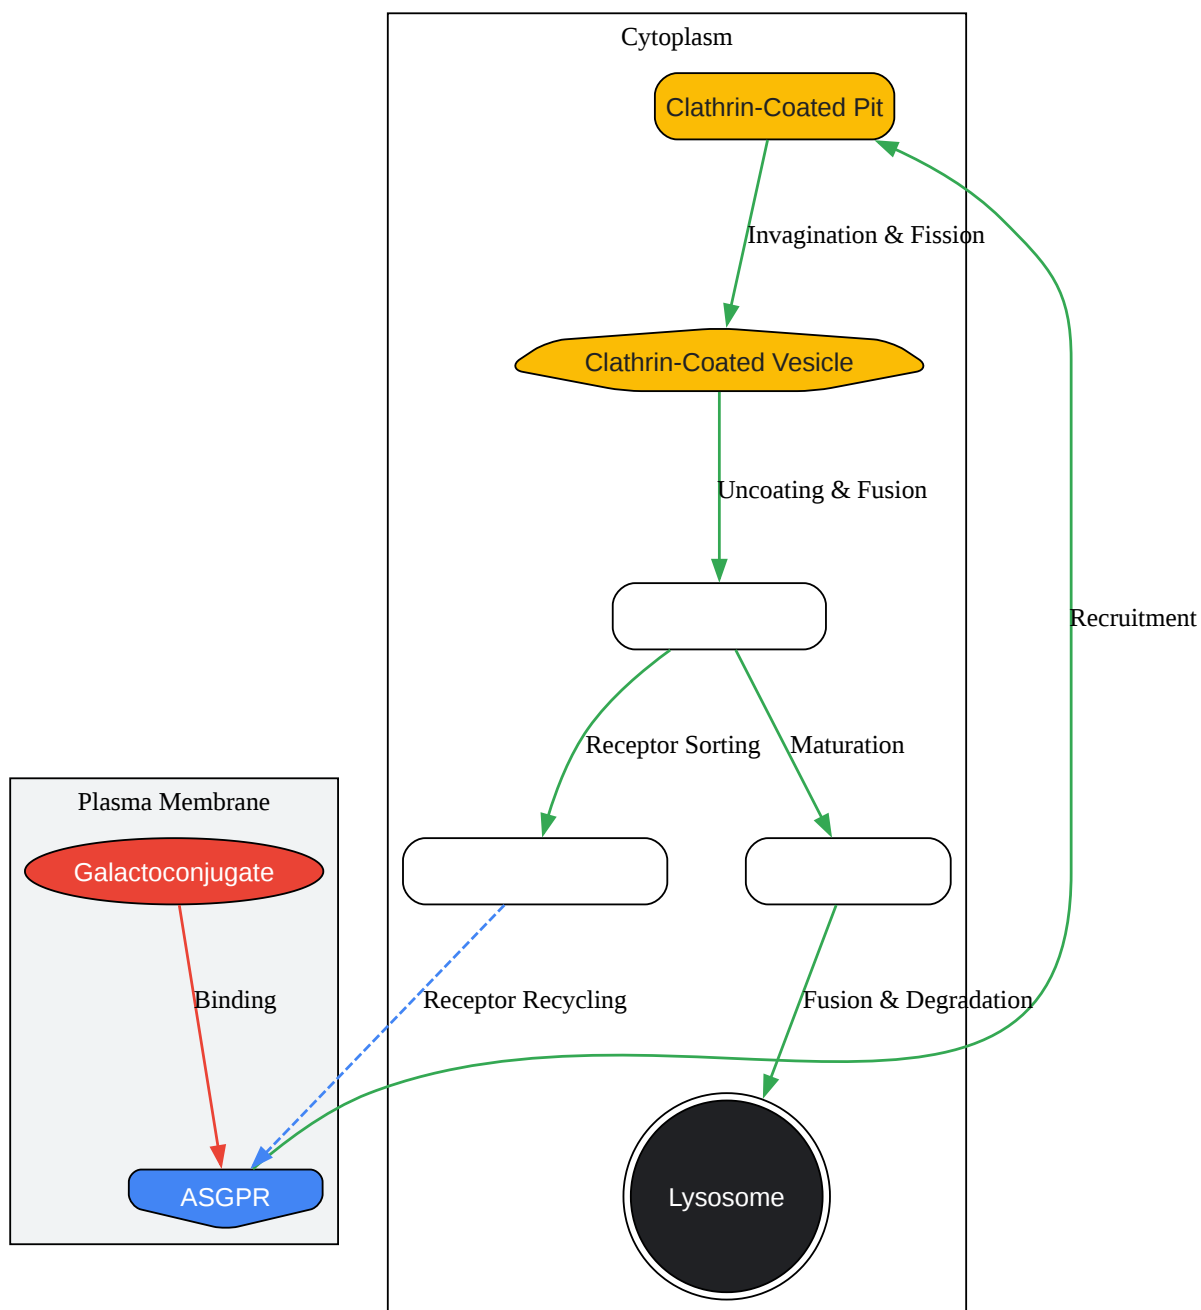 Cytoplasm
Clathrin-Coated Pit
Invagination & Fission
Clathrin-Coated Vesicle
Uncoating & Fusion
Recruitment
Receptor Sorting
Maturation
Plasma Membrane
Galactoconjugate
Binding
Receptor Recycling
Fusion & Degradation
ASGPR
Lysosome